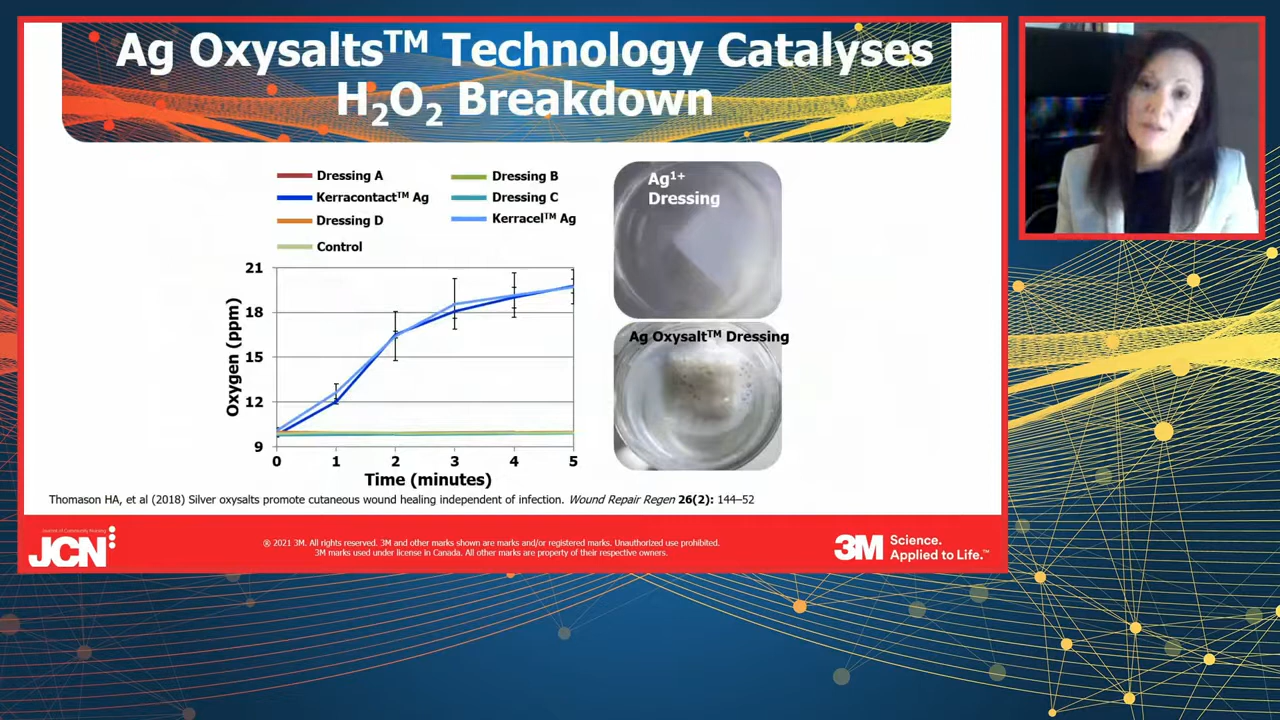 Ag Oxysalts™ Technology Catalyses
H₂O₂ Breakdown
Dressing A
Dressing B
Kerracontact™ Ag
Dressing C
Dressing D
Kerracel™ Ag
Control
Oxygen (ppm)
21
18
15
12
9
0 1 2 3 4 5
Time (minutes)
Ag¹⁺
Dressing
Ag Oxysalt™ Dressing
Thomason HA, et al (2018) Silver oxysalts promote cutaneous wound healing independent of infection. Wound Repair Regen 26(2): 144–52
Journal of Community Nursing
JCN
® 2021 3M. All rights reserved. 3M and other marks shown are marks and/or registered marks. Unauthorized use prohibited.
3M marks used under license in Canada. All other marks are property of their respective owners.
3M Science.
Applied to Life.™